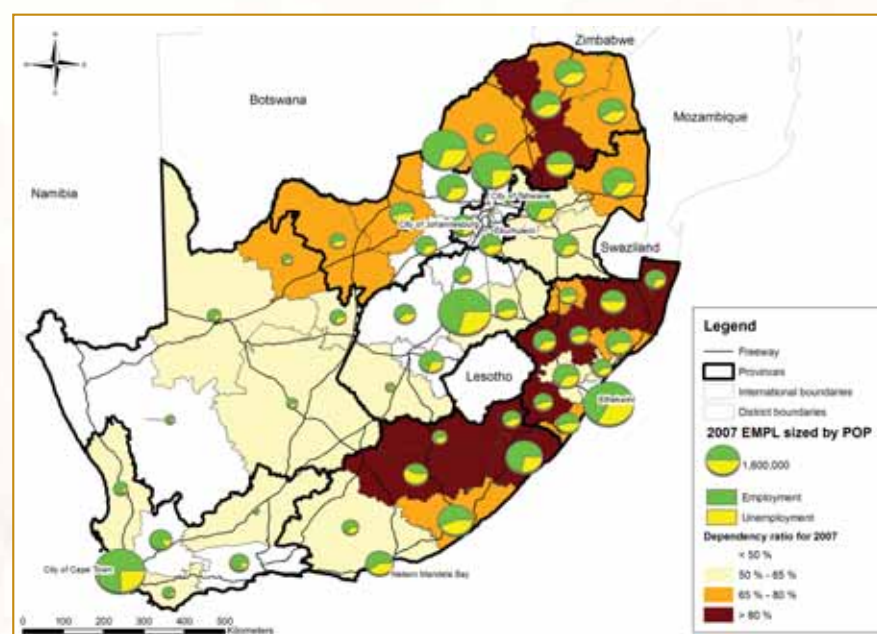 Zimbabwe
Botswana
Mozambique
Namibia
City of Tshwane
City of Johannesburg
Ekurhuleni
Swaziland
Lesotho
Ethekwini
City of Cape Town
Nelson Mandela Bay
0 50 100 200 300 400 500
Kilometers
Legend
Freeway
Provinces
International boundaries
District boundaries
2007 EMPL sized by POP
1,600,000
Employment
Unemployment
Dependency ratio for 2007
< 50 %
50 % - 65 %
65 % - 80 %
> 80 %